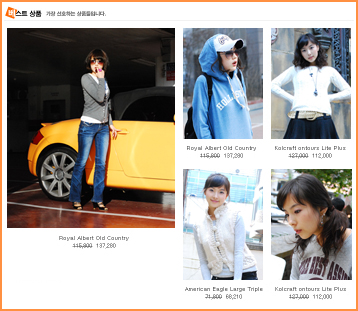 베스트 상품 가장 선호하는 상품들입니다.
Royal Albert Old Country
115,800 137,280
Royal Albert Old Country
115,800 137,280
Kolcraft ontours Lite Plus
127,000 112,000
American Eagle Large Triple
71,800 68,210
Kolcraft ontours Lite Plus
127,000 112,000